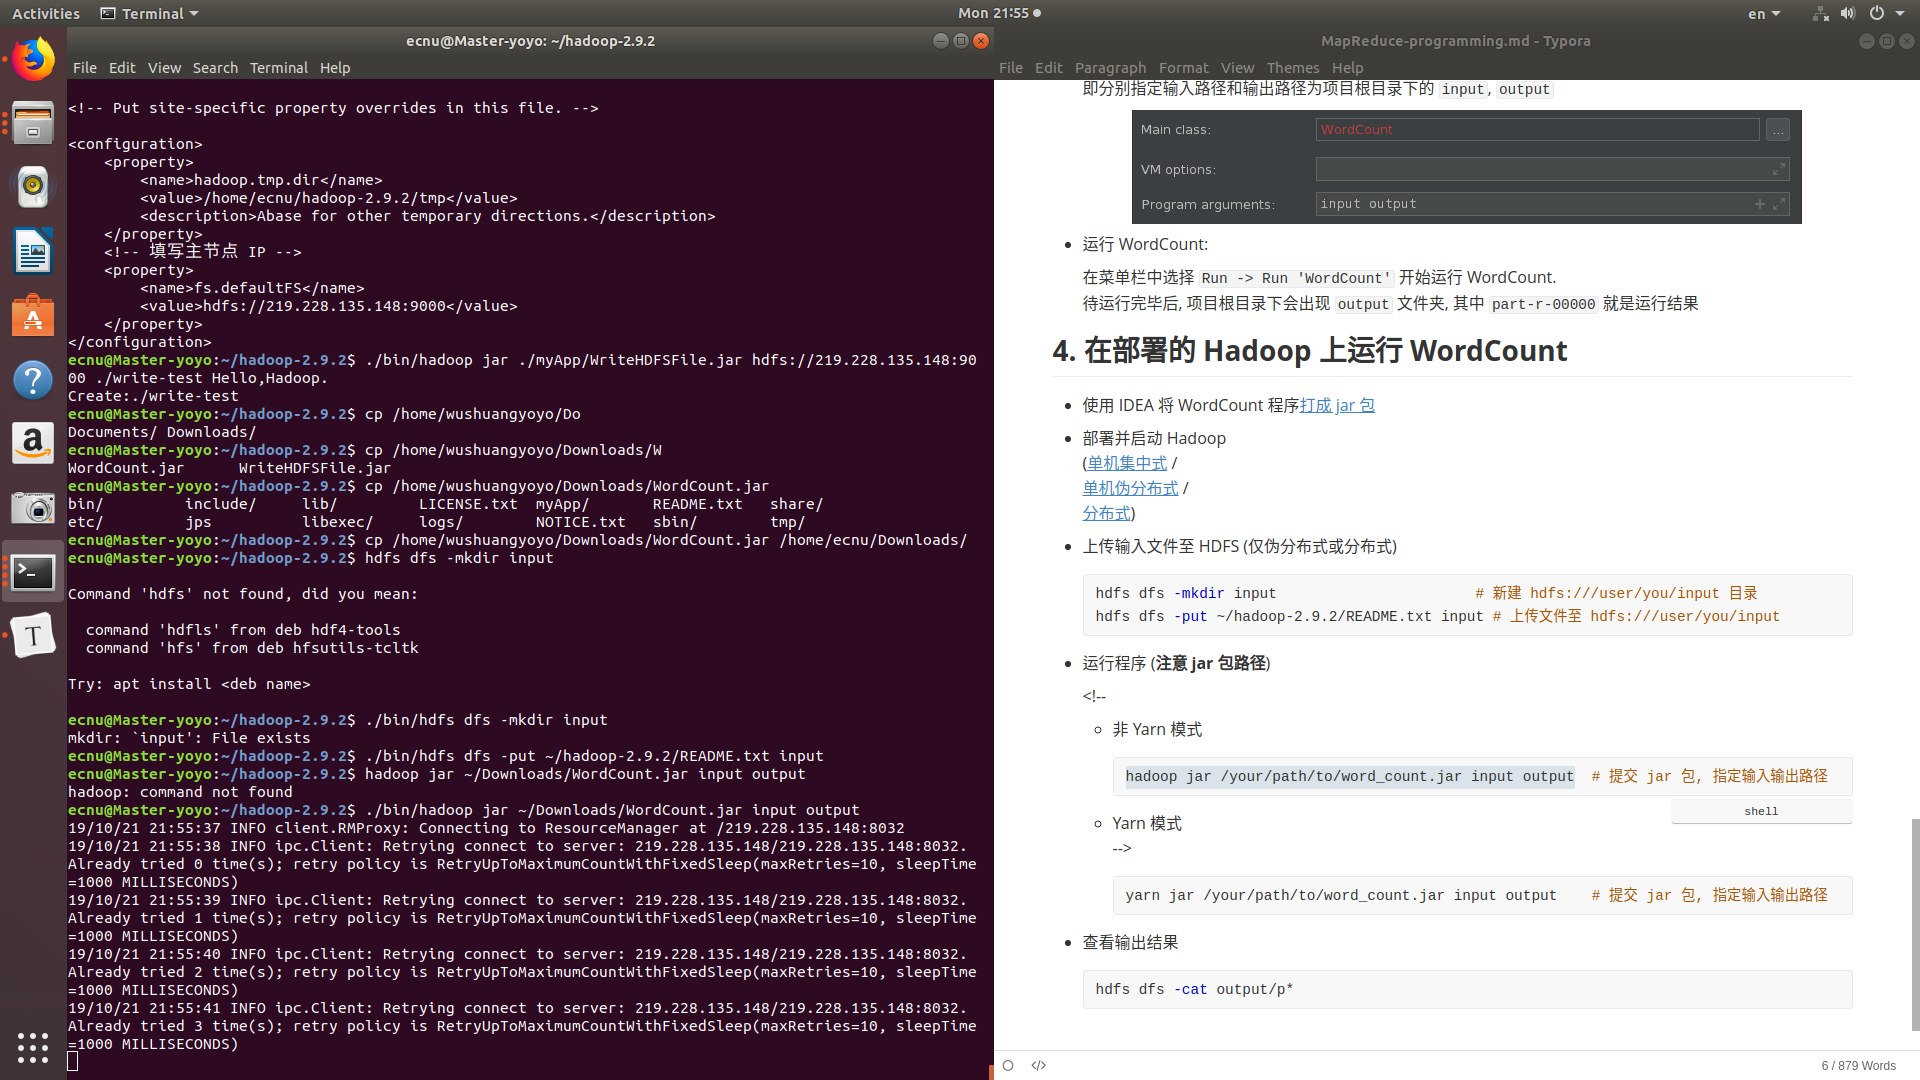 Activities
Terminal
Mon 21:55
en
ecnu@Master-yoyo: ~/hadoop-2.9.2
File Edit View Search Terminal Help
<!-- Put site-specific property overrides in this file. -->
<configuration>
<property>
<name>hadoop.tmp.dir</name>
<value>/home/ecnu/hadoop-2.9.2/tmp</value>
<description>Abase for other temporary directions.</description>
</property>
<!-- 填写主节点 IP -->
<property>
<name>fs.defaultFS</name>
<value>hdfs://219.228.135.148:9000</value>
</property>
</configuration>
ecnu@Master-yoyo:~/hadoop-2.9.2$ ./bin/hadoop jar ./myApp/WriteHDFSFile.jar hdfs://219.228.135.148:90
00 ./write-test Hello,Hadoop.
Create:./write-test
ecnu@Master-yoyo:~/hadoop-2.9.2$ cp /home/wushuangyoyo/Do
Documents/ Downloads/
ecnu@Master-yoyo:~/hadoop-2.9.2$ cp /home/wushuangyoyo/Downloads/W
WordCount.jar WriteHDFSFile.jar
ecnu@Master-yoyo:~/hadoop-2.9.2$ cp /home/wushuangyoyo/Downloads/WordCount.jar
bin/ include/ lib/ LICENSE.txt myApp/ README.txt share/
etc/ jps libexec/ logs/ NOTICE.txt sbin/ tmp/
ecnu@Master-yoyo:~/hadoop-2.9.2$ cp /home/wushuangyoyo/Downloads/WordCount.jar /home/ecnu/Downloads/
ecnu@Master-yoyo:~/hadoop-2.9.2$ hdfs dfs -mkdir input
Command 'hdfs' not found, did you mean:
command 'hdfls' from deb hdf4-tools
command 'hfs' from deb hfsutils-tcltk
Try: apt install <deb name>
ecnu@Master-yoyo:~/hadoop-2.9.2$ ./bin/hdfs dfs -mkdir input
mkdir: `input': File exists
ecnu@Master-yoyo:~/hadoop-2.9.2$ ./bin/hdfs dfs -put ~/hadoop-2.9.2/README.txt input
ecnu@Master-yoyo:~/hadoop-2.9.2$ hadoop jar ~/Downloads/WordCount.jar input output
hadoop: command not found
ecnu@Master-yoyo:~/hadoop-2.9.2$ ./bin/hadoop jar ~/Downloads/WordCount.jar input output
19/10/21 21:55:37 INFO client.RMProxy: Connecting to ResourceManager at /219.228.135.148:8032
19/10/21 21:55:38 INFO ipc.Client: Retrying connect to server: 219.228.135.148/219.228.135.148:8032.
Already tried 0 time(s); retry policy is RetryUpToMaximumCountWithFixedSleep(maxRetries=10, sleepTime
=1000 MILLISECONDS)
19/10/21 21:55:39 INFO ipc.Client: Retrying connect to server: 219.228.135.148/219.228.135.148:8032.
Already tried 1 time(s); retry policy is RetryUpToMaximumCountWithFixedSleep(maxRetries=10, sleepTime
=1000 MILLISECONDS)
19/10/21 21:55:40 INFO ipc.Client: Retrying connect to server: 219.228.135.148/219.228.135.148:8032.
Already tried 2 time(s); retry policy is RetryUpToMaximumCountWithFixedSleep(maxRetries=10, sleepTime
=1000 MILLISECONDS)
19/10/21 21:55:41 INFO ipc.Client: Retrying connect to server: 219.228.135.148/219.228.135.148:8032.
Already tried 3 time(s); retry policy is RetryUpToMaximumCountWithFixedSleep(maxRetries=10, sleepTime
=1000 MILLISECONDS)
MapReduce-programming.md - Typora
File Edit Paragraph Format View Themes Help
即分别指定输入路径和输出路径为项目根目录下的 input, output
Main class: WordCount ...
VM options:
Program arguments: input output
运行 WordCount:
在菜单栏中选择 Run -> Run 'WordCount' 开始运行 WordCount.
待运行完毕后, 项目根目录下会出现 output 文件夹, 其中 part-r-00000 就是运行结果
4. 在部署的 Hadoop 上运行 WordCount
使用 IDEA 将 WordCount 程序打成 jar 包
部署并启动 Hadoop
(单机集中式 /
单机伪分布式 /
分布式)
上传输入文件至 HDFS (仅伪分布式或分布式)
hdfs dfs -mkdir input # 新建 hdfs:///user/you/input 目录
hdfs dfs -put ~/hadoop-2.9.2/README.txt input # 上传文件至 hdfs:///user/you/input
运行程序 (注意 jar 包路径)
<!--
非 Yarn 模式
hadoop jar /your/path/to/word_count.jar input output # 提交 jar 包, 指定输入输出路径
shell
Yarn 模式
-->
yarn jar /your/path/to/word_count.jar input output # 提交 jar 包, 指定输入输出路径
查看输出结果
hdfs dfs -cat output/p*
6 / 879 Words